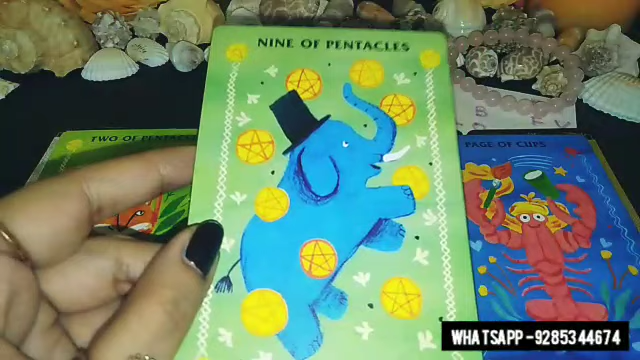 NINE OF PENTACLES
TWO OF PENTACLES
PAGE OF CUPS
WHATSAPP -9285344674